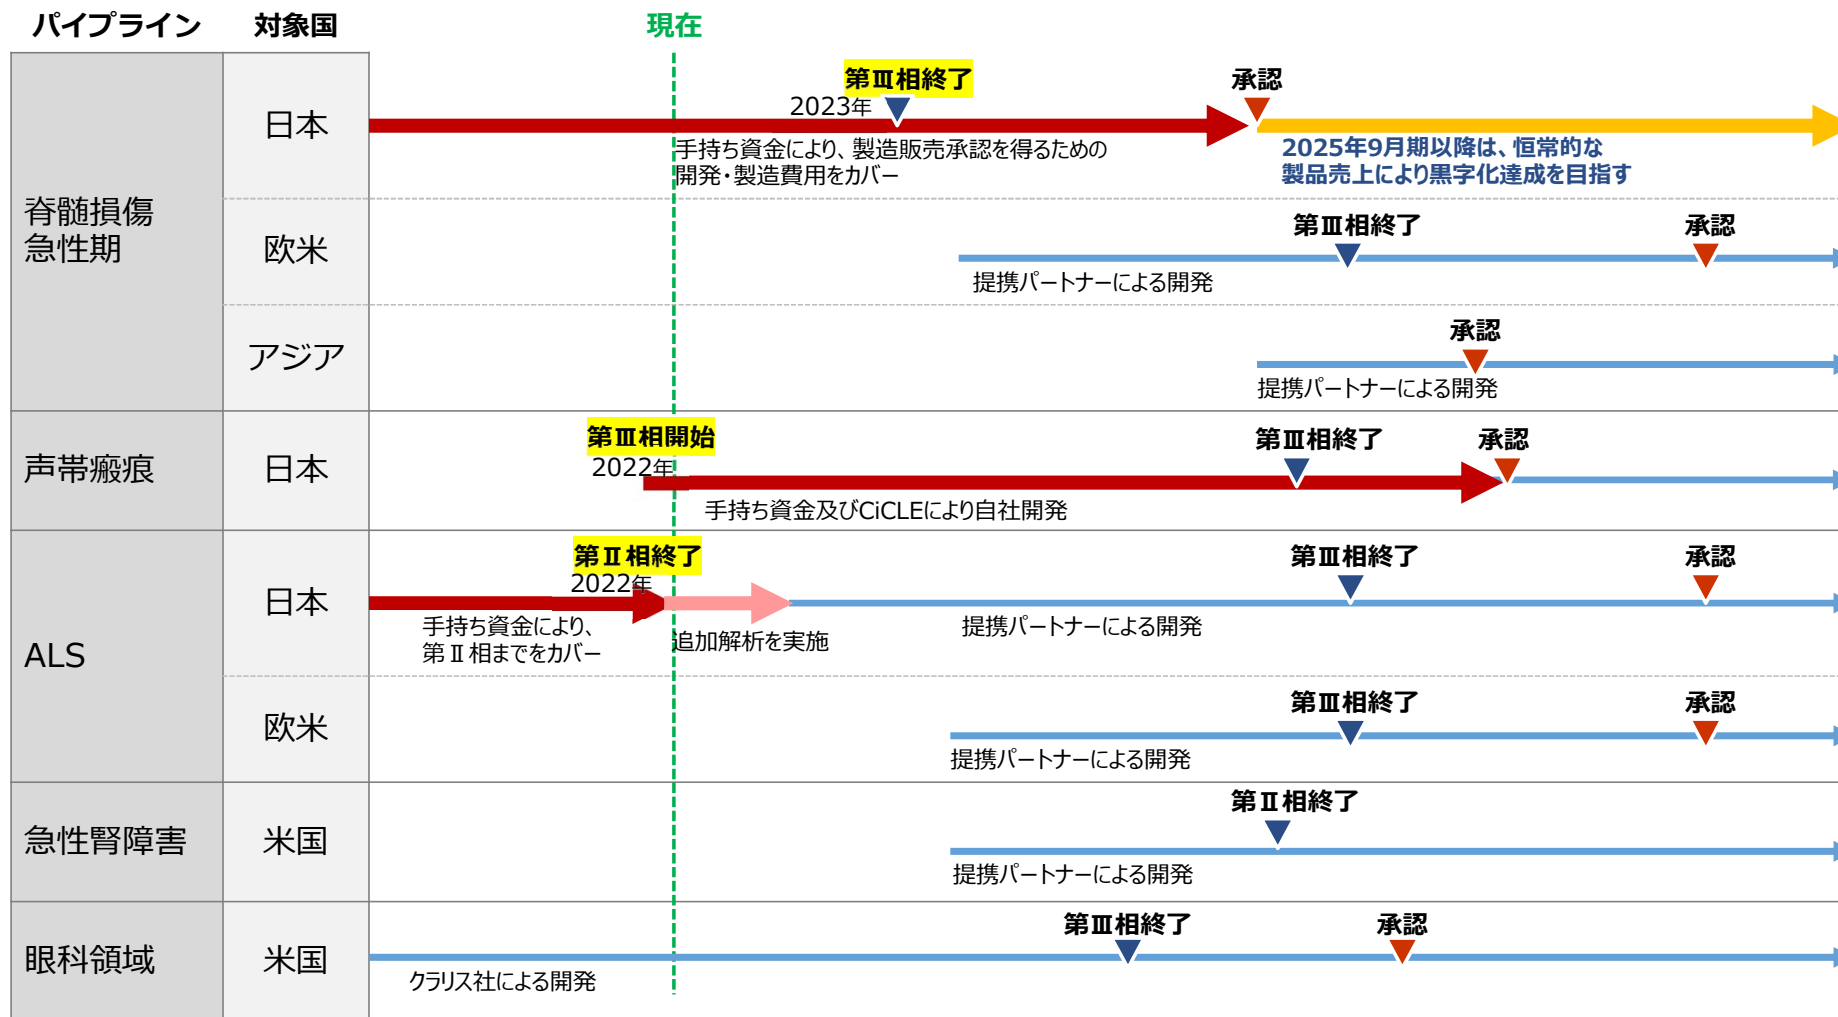 パイプライン
対象国
現在
脊髄損傷
急性期
日本
第Ⅲ相終了
2023年
承認
手持ち資金により、製造販売承認を得るための
開発・製造費用をカバー
2025年9月期以降は、恒常的な
製品売上により黒字化達成を目指す
欧米
第Ⅲ相終了
承認
提携パートナーによる開発
アジア
承認
提携パートナーによる開発
声帯瘢痕
日本
第Ⅲ相開始
2022年
第Ⅲ相終了
承認
手持ち資金及びCiCLEにより自社開発
ALS
日本
第Ⅱ相終了
2022年
第Ⅲ相終了
承認
手持ち資金により、
第Ⅱ相までをカバー
追加解析を実施
提携パートナーによる開発
欧米
第Ⅲ相終了
承認
提携パートナーによる開発
急性腎障害
米国
第Ⅱ相終了
提携パートナーによる開発
眼科領域
米国
第Ⅲ相終了
承認
クラリス社による開発